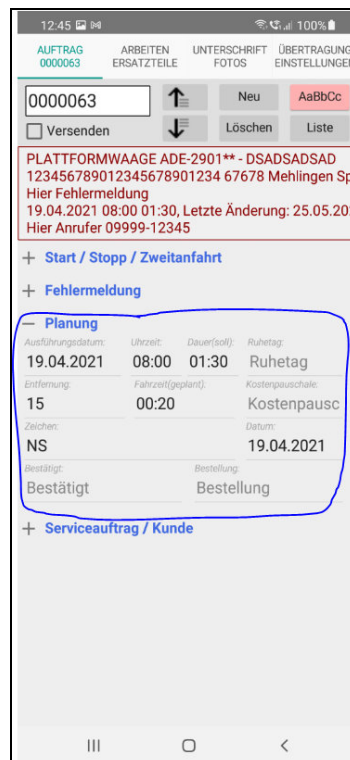 12:45 100%
AUFTRAG ARBEITEN UNTERSCHRIFT ÜBERTRAGUNG
0000063 ERSATZTEILE FOTOS EINSTELLUNGEN
0000063 Neu AaBbCc
Versenden Löschen Liste
PLATTFORMWAAGE ADE-2901** - DSADSADSAD
123456789012345678901234 67678 Mehlingen Sp
Hier Fehlermeldung
19.04.2021 08:00 01:30, Letzte Änderung: 25.05.20
Hier Anrufer 09999-12345
+ Start / Stopp / Zweitanfahrt
+ Fehlermeldung
— Planung
Ausführungsdatum: Uhrzeit: Dauer(soll): Ruhetag:
19.04.2021 08:00 01:30 Ruhetag
Entfernung: Fahrzeit(geplant): Kostenpauschale:
15 00:20 Kostenpausc
Zeichen: Datum:
NS 19.04.2021
Bestätigt: Bestellung:
Bestätigt Bestellung
+ Serviceauftrag / Kunde